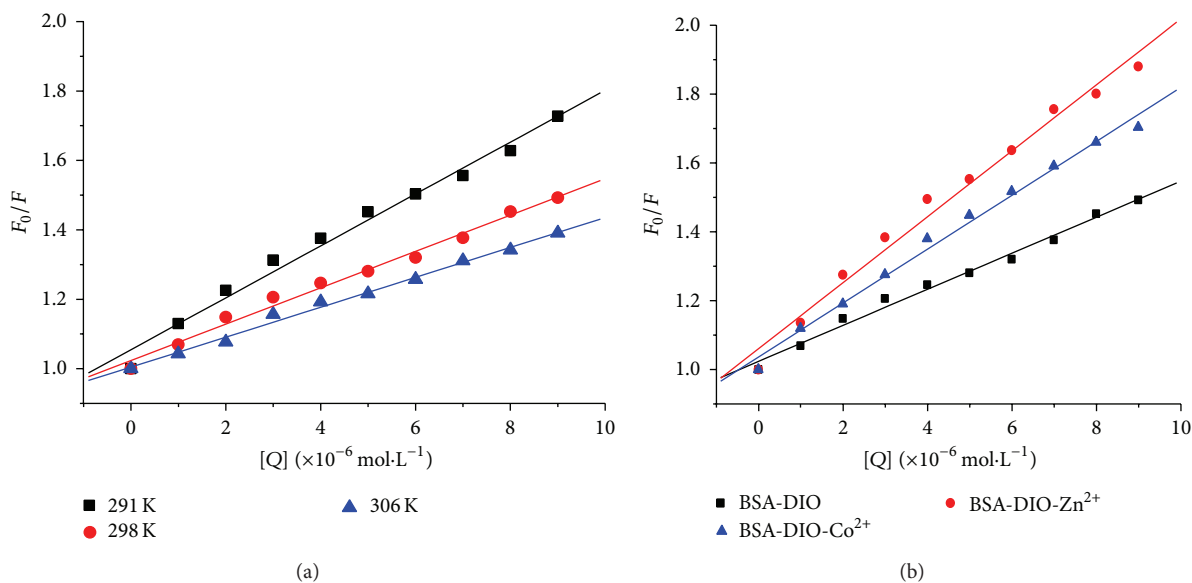 2.0
1.8
1.6
1.4
1.2
1.0
F₀/F
0 2 4 6 8 10
[Q] (×10⁻⁶ mol·L⁻¹)
291 K
306 K
298 K
(a)
2.0
1.8
1.6
1.4
1.2
1.0
F₀/F
0 2 4 6 8 10
[Q] (×10⁻⁶ mol·L⁻¹)
BSA-DIO
BSA-DIO-Zn²⁺
BSA-DIO-Co²⁺
(b)